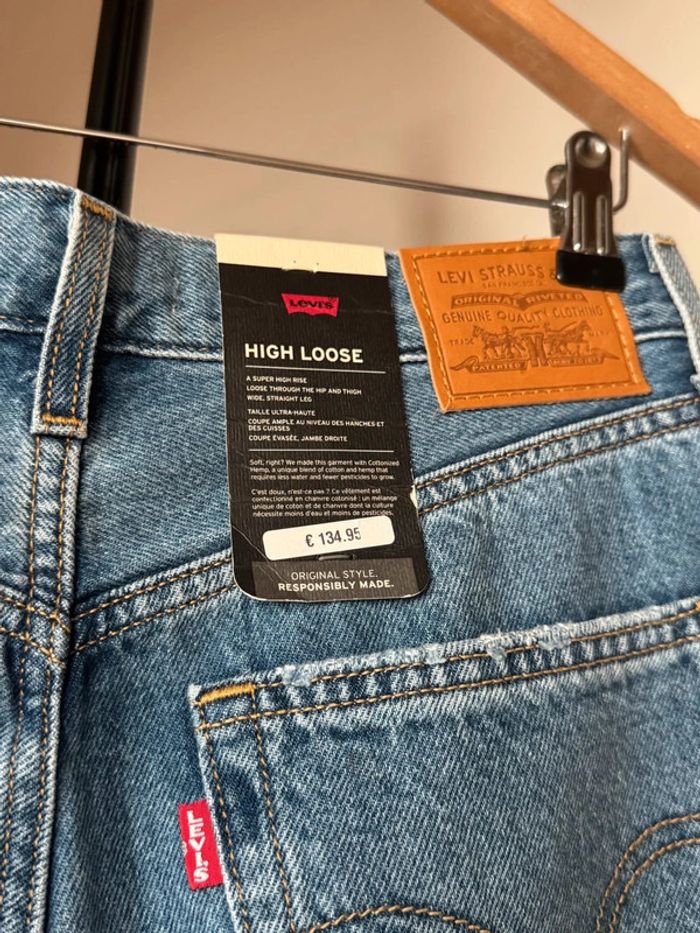 LEVI'S
HIGH LOOSE
A SUPER HIGH RISE
LOOSE THROUGH THE HIP AND THIGH
WIDE, STRAIGHT LEG
TAILLE ULTRA-HAUTE
COUPE AMPLE AU NIVEAU DES HANCHES ET
DES CUISSES
COUPE ÉVASÉE, JAMBE DROITE
Soft, right? We made this garment with Cottonized
Hemp, a unique blend of cotton and hemp that
requires less water and fewer pesticides to grow.
C'est doux, n'est-ce pas ? Ce vêtement est
confectionné en chanvre cotonisé : un mélange
unique de coton et de chanvre dont la culture
nécessite moins d'eau et moins de pesticides.
€ 134.95
ORIGINAL STYLE.
RESPONSIBLY MADE.
LEVI STRAUSS &
SAN FRANCISCO
ORIGINAL RIVETED
GENUINE QUALITY CLOTHING
TRADE MARK
PATENTED
LEVI'S